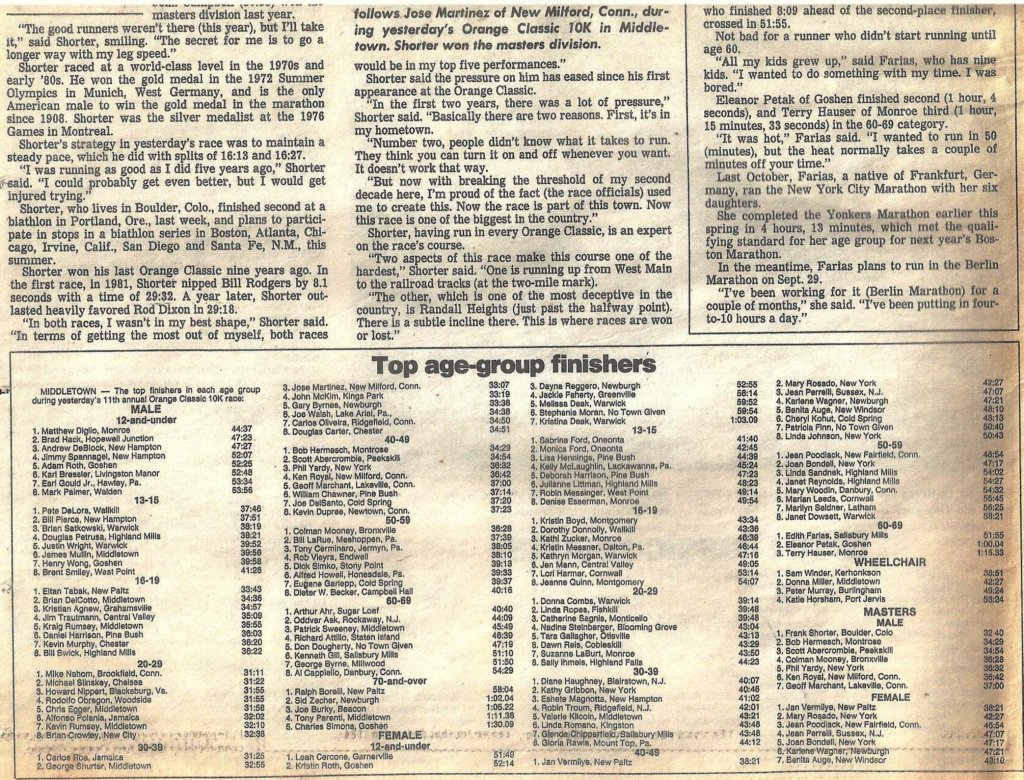 masters division last year.
"The good runners weren't there (this year), but I'll take
it," said Shorter, smiling. "The secret for me is to go a
longer way with my leg speed."
Shorter raced at a world-class level in the 1970s and
early '80s. He won the gold medal in the 1972 Summer
Olympics in Munich, West Germany, and is the only
American male to win the gold medal in the marathon
since 1908. Shorter was the silver medalist at the 1976
Games in Montreal.
Shorter's strategy in yesterday's race was to maintain a
steady pace, which he did with splits of 16:13 and 16:27.
"I was running as good as I did five years ago," Shorter
said. "I could probably get even better, but I would get
injured trying."
Shorter, who lives in Boulder, Colo., finished second at a
biathlon in Portland, Ore., last week, and plans to partici-
pate in stops in a biathlon series in Boston, Atlanta, Chi-
cago, Irvine, Calif., San Diego and Santa Fe, N.M., this
summer.
Shorter won his last Orange Classic nine years ago. In
the first race, in 1981, Shorter nipped Bill Rodgers by 8.1
seconds with a time of 29:32. A year later, Shorter out-
lasted heavily favored Rod Dixon in 29:18.
"In both races, I wasn't in my best shape," Shorter said.
"In terms of getting the most out of myself, both races
follows Jose Martinez of New Milford, Conn., dur-
ing yesterday's Orange Classic 10K in Middle-
town. Shorter won the masters division.
would be in my top five performances."
Shorter said the pressure on him has eased since his first
appearance at the Orange Classic.
"In the first two years, there was a lot of pressure,"
Shorter said. "Basically there are two reasons. First, it's in
my hometown.
"Number two, people didn't know what it takes to run.
They think you can turn it on and off whenever you want.
It doesn't work that way.
"But now with breaking the threshold of my second
decade here, I'm proud of the fact (the race officials) used
me to create this. Now the race is part of this town. Now
this race is one of the biggest in the country."
Shorter, having run in every Orange Classic, is an expert
on the race's course.
"Two aspects of this race make this course one of the
hardest," Shorter said. "One is running up from West Main
to the railroad tracks (at the two-mile mark).
"The other, which is one of the most deceptive in the
country, is Randall Heights (just past the halfway point).
There is a subtle incline there. This is where races are won
or lost."
who finished 8:09 ahead of the second-place finisher,
crossed in 51:55.
Not bad for a runner who didn't start running until
age 60.
"All my kids grew up," said Farias, who has nine
kids. "I wanted to do something with my time. I was
bored."
Eleanor Petak of Goshen finished second (1 hour, 4
seconds), and Terry Hauser of Monroe third (1 hour,
15 minutes, 33 seconds) in the 60-69 category.
"It was hot," Farias said. "I wanted to run in 50
(minutes), but the heat normally takes a couple of
minutes off your time."
Last October, Farias, a native of Frankfurt, Ger-
many, ran the New York City Marathon with her six
daughters.
She completed the Yonkers Marathon earlier this
spring in 4 hours, 13 minutes, which met the quali-
fying standard for her age group for next year's Bos-
ton Marathon.
In the meantime, Farias plans to run in the Berlin
Marathon on Sept. 29.
"I've been working for it (Berlin Marathon) for a
couple of months," she said. "I've been putting in four-
to-10 hours a day."
Top age-group finishers
MIDDLETOWN — The top finishers in each age group
during yesterday's 11th annual Orange Classic 10K race:
MALE
12-and-under
1. Matthew Diglio, Monroe 44:37
2. Brad Hack, Hopewell Junction 47:23
3. Andrew DeBlock, New Hampton 47:27
4. Jimmy Spannagel, New Hampton 52:07
5. Adam Roth, Goshen 52:25
6. Karl Bressler, Livingston Manor 52:48
7. Earl Gould Jr., Hawley, Pa. 53:34
8. Mark Palmer, Walden 53:56
13-15
1. Pete DeLora, Wallkill 37:46
2. Bill Pierce, New Hampton 37:51
3. Brian Satkowski, Warwick 38:19
4. Douglas Petrusa, Highland Mills 38:21
5. Justin Wright, Warwick 39:52
6. James Mullin, Middletown 39:56
7. Henry Wong, Goshen 39:58
8. Brent Smiley, West Point 41:26
16-19
1. Eitan Tabak, New Paltz 33:43
2. Brian DelCotto, Middletown 34:36
3. Kristian Agnew, Grahamsville 34:57
4. Jim Trautmann, Central Valley 35:09
5. Kraig Rumsey, Middletown 35:55
6. Daniel Harrison, Pine Bush 36:03
7. Kevin Murphy, Chester 36:20
8. Bill Swick, Highland Mills 36:22
20-29
1. Mike Nahom, Brookfield, Conn. 31:11
2. Michael Slinskey, Chelsea 31:22
3. Howard Nippert, Blacksburg, Va. 31:55
4. Rodolfo Obregon, Woodside 31:55
5. Chris Egger, Middletown 31:58
6. Alfonso Polania, Jamaica 32:02
7. Kevin Rumsey, Middletown 32:10
8. Brian Crowley, New City 32:38
30-39
1. Carlos Roa, Jamaica 31:25
2. George Shurter, Middletown 32:56
3. Jose Martinez, New Milford, Conn. 33:07
4. John McKim, Kings Park 33:19
5. Gary Byrnes, Newburgh 33:36
6. Joe Walsh, Lake Ariel, Pa., 34:38
7. Carlos Oliveira, Ridgefield, Conn. 34:50
8. Douglas Carter, Chester 34:51
40-49
1. Bob Hermesch, Montrose 34:29
2. Scott Abercrombie, Peekskill 34:54
3. Phil Yardy, New York 36:32
4. Ken Royal, New Milford, Conn. 36:42
5. Geoff Marchant, Lakeville, Conn. 37:00
6. William Chawner, Pine Bush 37:14
7. Joe DelSanto, Cold Spring 37:20
8. Kevin Dupree, Newtown, Conn. 37:23
50-59
1. Colman Mooney, Bronxville 36:28
2. Bill LaRue, Meshoppen, Pa. 37:52
3. Tony Cerminaro, Jermyn, Pa. 38:05
4. Rob Vieyra, Endwell 38:10
5. Dick Simko, Stony Point 39:13
6. Alfred Howell, Honesdale, Pa. 39:33
7. Eugene Gariepp, Cold Spring 39:37
8. Dieter W. Becker, Campbell Hall 40:16
60-69
1. Arthur Ahr, Sugar Loaf 40:40
2. Oddvar Ask, Rockaway, N.J. 44:09
3. Patrick Sweeney, Middletown 45:49
4. Richard Attilio, Staten Island 46:39
5. Don Dougherty, No Town Given 47:19
6. Kenneth Gill, Salisbury Mills 51:10
7. George Byrne, Millwood 51:50
8. Al Cappiello, Danbury, Conn. 54:29
70-and-over
1. Ralph Borelli, New Paltz 58:04
2. Sid Zecher, Newburgh 1:02.04
3. Joe Burky, Beacon 1:05.22
4. Tony Parenti, Middletown 1:11.38
5. Charles Simons, Goshen 1:30.09
FEMALE
12-and-under
1. Leah Cercone, Garnerville 51:49
2. Kristin Roth, Goshen 52:14
3. Dayna Reggero, Newburgh 52:55
4. Jackie Faherty, Greenville 56:14
5. Melissa Deak, Warwick 59:52
6. Stephanie Moran, No Town Given 59:54
7. Kristina Deak, Warwick 1:03.09
13-15
1. Sabrina Ford, Oneonta 41:40
2. Monica Ford, Oneonta 42:45
3. Lisa Hennings, Pine Bush 44:39
4. Kelly McLaughlin, Lackawanna, Pa. 45:24
5. Deborah Harrison, Pine Bush 47:15
6. Julianne Litman, Highland Mills 48:23
7. Robin Messinger, West Point 49:14
8. Denise Esserman, Monroe 49:54
16-19
1. Kristin Boyd, Montgomery 43:34
2. Dorothy Donnolly, Wallkill 43:36
3. Kathi Zucker, Monroe 46:39
4. Kristin Messner, Dalton, Pa. 46:44
5. Kathryn Morgan, Warwick 47:16
6. Jen Mann, Central Valley 49:05
7. Lori Harmer, Cornwall 53:14
8. Jeanne Quinn, Montgomery 54:07
20-29
1. Donna Combs, Warwick 39:14
2. Linda Ropes, Fishkill 39:48
3. Catherine Sagnis, Monticello 39:48
4. Nadine Steinberger, Blooming Grove 43:04
5. Tara Gallagher, Otisville 43:13
6. Dawn Reis, Cobleskill 43:29
7. Suzanne LaBurt, Monroe 43:50
8. Sally Ihmels, Highland Falls 44:23
30-39
1. Diane Haughney, Blairstown, N.J. 40:07
2. Kathy Gribbon, New York 40:46
3. Eshete Magnotta, New Hampton 41:02
4. Robin Troum, Ridgefield, N.J. 42:01
5. Valerie Kilcoin, Middletown 43:21
6. Linda Romano, Kingston 43:27
7. Glenda Chipperfield, Salisbury Mills 43:48
8. Gloria Rawls, Mount Top, Pa. 44:12
40-49
1. Jan Vermilye, New Paltz 38:21
2. Mary Rosado, New York 42:27
3. Jean Perrelli, Sussex, N.J. 47:07
4. Karlene Wagner, Newburgh 47:21
5. Benita Auge, New Windsor 48:10
6. Cheryl Kohut, Cold Spring 48:13
7. Patricia Finn, No Town Given 50:40
8. Linda Johnson, New York 50:43
50-59
1. Jean Poodiack, New Fairfield, Conn. 46:54
2. Joan Bondell, New York 47:17
3. Linda Sandnek, Highland Mills 54:02
4. Janet Reynolds, Highland Mills 54:27
5. Mary Woodin, Danbury, Conn. 54:32
6. Marian Leeds, Cornwall 55:45
7. Marilyn Seidner, Latham 56:25
8. Janet Dowsett, Warwick 58:21
60-69
1. Edith Farias, Salisbury Mills 51:55
2. Eleanor Petak, Goshen 1:00.04
3. Terry Hauser, Monroe 1:15.33
WHEELCHAIR
1. Sam Winder, Kerhonkson 38:51
2. Donna Miller, Middletown 42:27
3. Peter Murray, Burlingham 49:24
4. Katie Horsham, Port Jervis 53:24
MASTERS
MALE
1. Frank Shorter, Boulder, Colo 32:40
2. Bob Hermesch, Montrose 34:29
3. Scott Abercrombie, Peekskill 34:54
4. Colman Mooney, Bronxville 36:28
5. Phil Yardy, New York 36:32
6. Ken Royal, New Milford, Conn. 36:42
7. Geoff Marchant, Lakeville, Conn. 37:00
FEMALE
1. Jan Vermilye, New Paltz 38:21
2. Mary Rosado, New York 42:27
3. Jean Poodiack, New Fairfield, Conn. 46:54
4. Jean Perrelli, Sussex, N.J. 47:07
5. Joan Bondell, New York 47:17
6. Karlene Wagner, Newburgh 47:21
7. Benita Auge, New Windsor 48:10